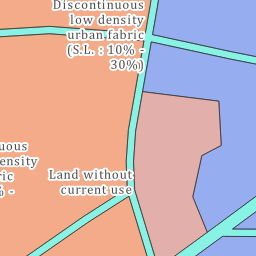 Discontinuous
low density
urban fabric
(S.L. : 10% -
30%)
uous
ensity
ric
% -
Land without
current use